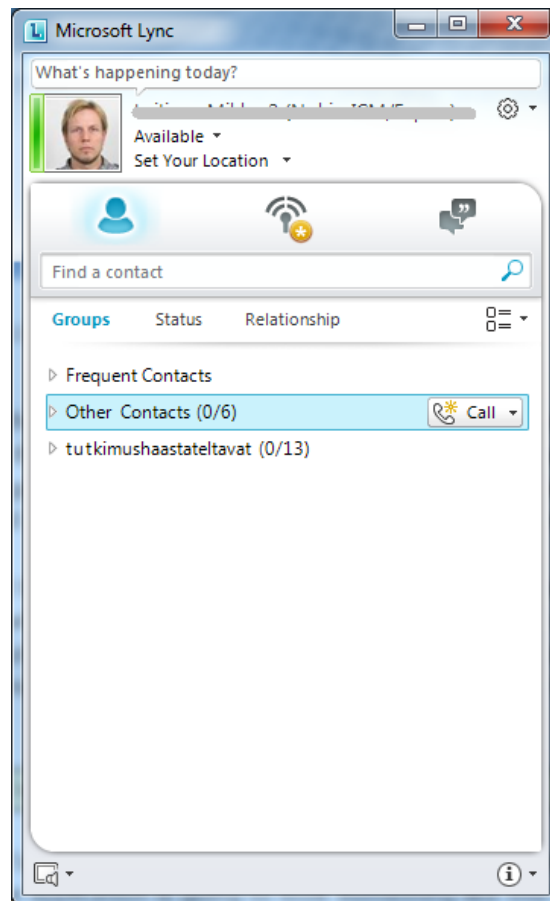 Microsoft Lync
What's happening today?
Available
Set Your Location
Find a contact
Groups Status Relationship
Frequent Contacts
Other Contacts (0/6) Call
tutkimushaastateltavat (0/13)